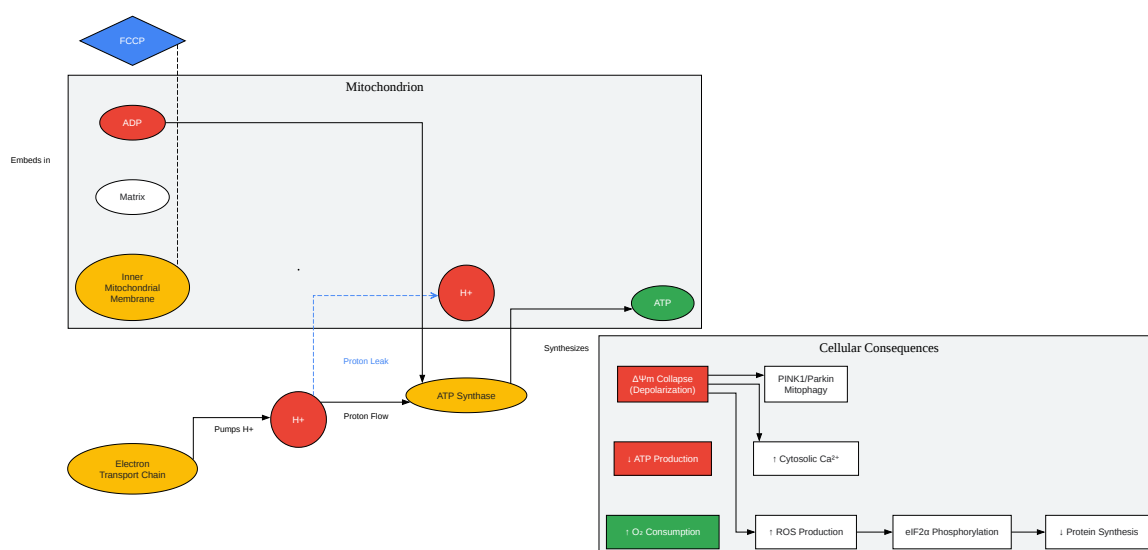 FCCP
Mitochondrion
ADP
Embeds in
Matrix
Inner
Mitochondrial
Membrane
H+
ATP
Synthesizes
Cellular Consequences
Proton Leak
ΔΨm Collapse
(Depolarization)
PINK1/Parkin
Mitophagy
ATP Synthase
H+
Proton Flow
Pumps H+
Electron
Transport Chain
↓ ATP Production
↑ Cytosolic Ca²⁺
↑ O₂ Consumption
↑ ROS Production
eIF2α Phosphorylation
↓ Protein Synthesis